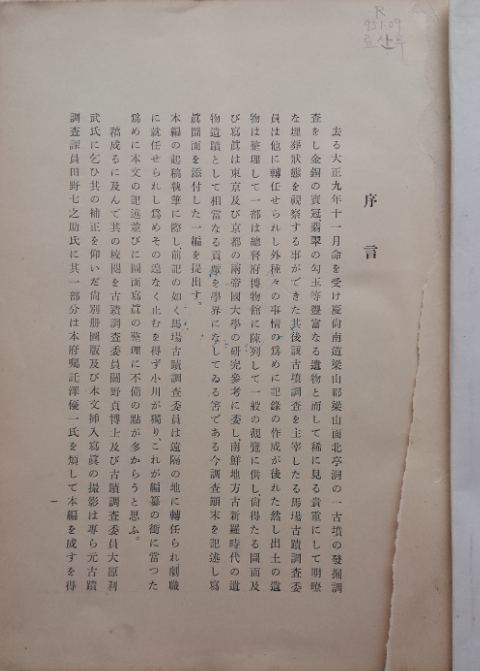 R
序言
去る大正九年十一月命を受け慶尙南道梁山郡梁山面北亭洞の一古墳の發掘調
査をし金銅の寶冠翡翠の勾玉等豐富なる遺物と而して稀に見る貴重にして明瞭
な埋葬狀態を視察する事ができた其後該古墳調査を主宰したる馬場古蹟調査委
員は他に轉任せられし外種々の事情の爲めに記錄の作成が後れた然し出土の遺
物は整理して一部は總督府博物館に陳列して一般の觀覽に供し、尙得たる圖面及
び寫眞は東京及び京都の兩帝國大學の硏究參考に委し、南鮮地方古新羅時代の遺
物遺蹟として相當なる貢獻を學界になしてゐる筈である今調査顚末を記述し寫
眞圖面を添付した一編を提出す。
本編の起稿執筆に際し、前記の如く馬場古蹟調査委員は遠隔の地に轉任られ劇職
に就任せられし爲めその遑なく止むを得ず小川が獨り、これが編纂の衝に當つた
爲めに本文の記述並びに圖面寫眞の整理に不備の點が多からうと思ふ。
稿成るに及んで其の校閱を古蹟調査委員關野貞博士及び古蹟調査委員大原利
武氏に乞ひ其の補正を仰いだ尙別册圖版及び本文揷入寫眞の撮影は專ら元古蹟
調査課員田野七之助氏に其一部分は本府囑託澤俊一氏を煩して本編を成すを得
一